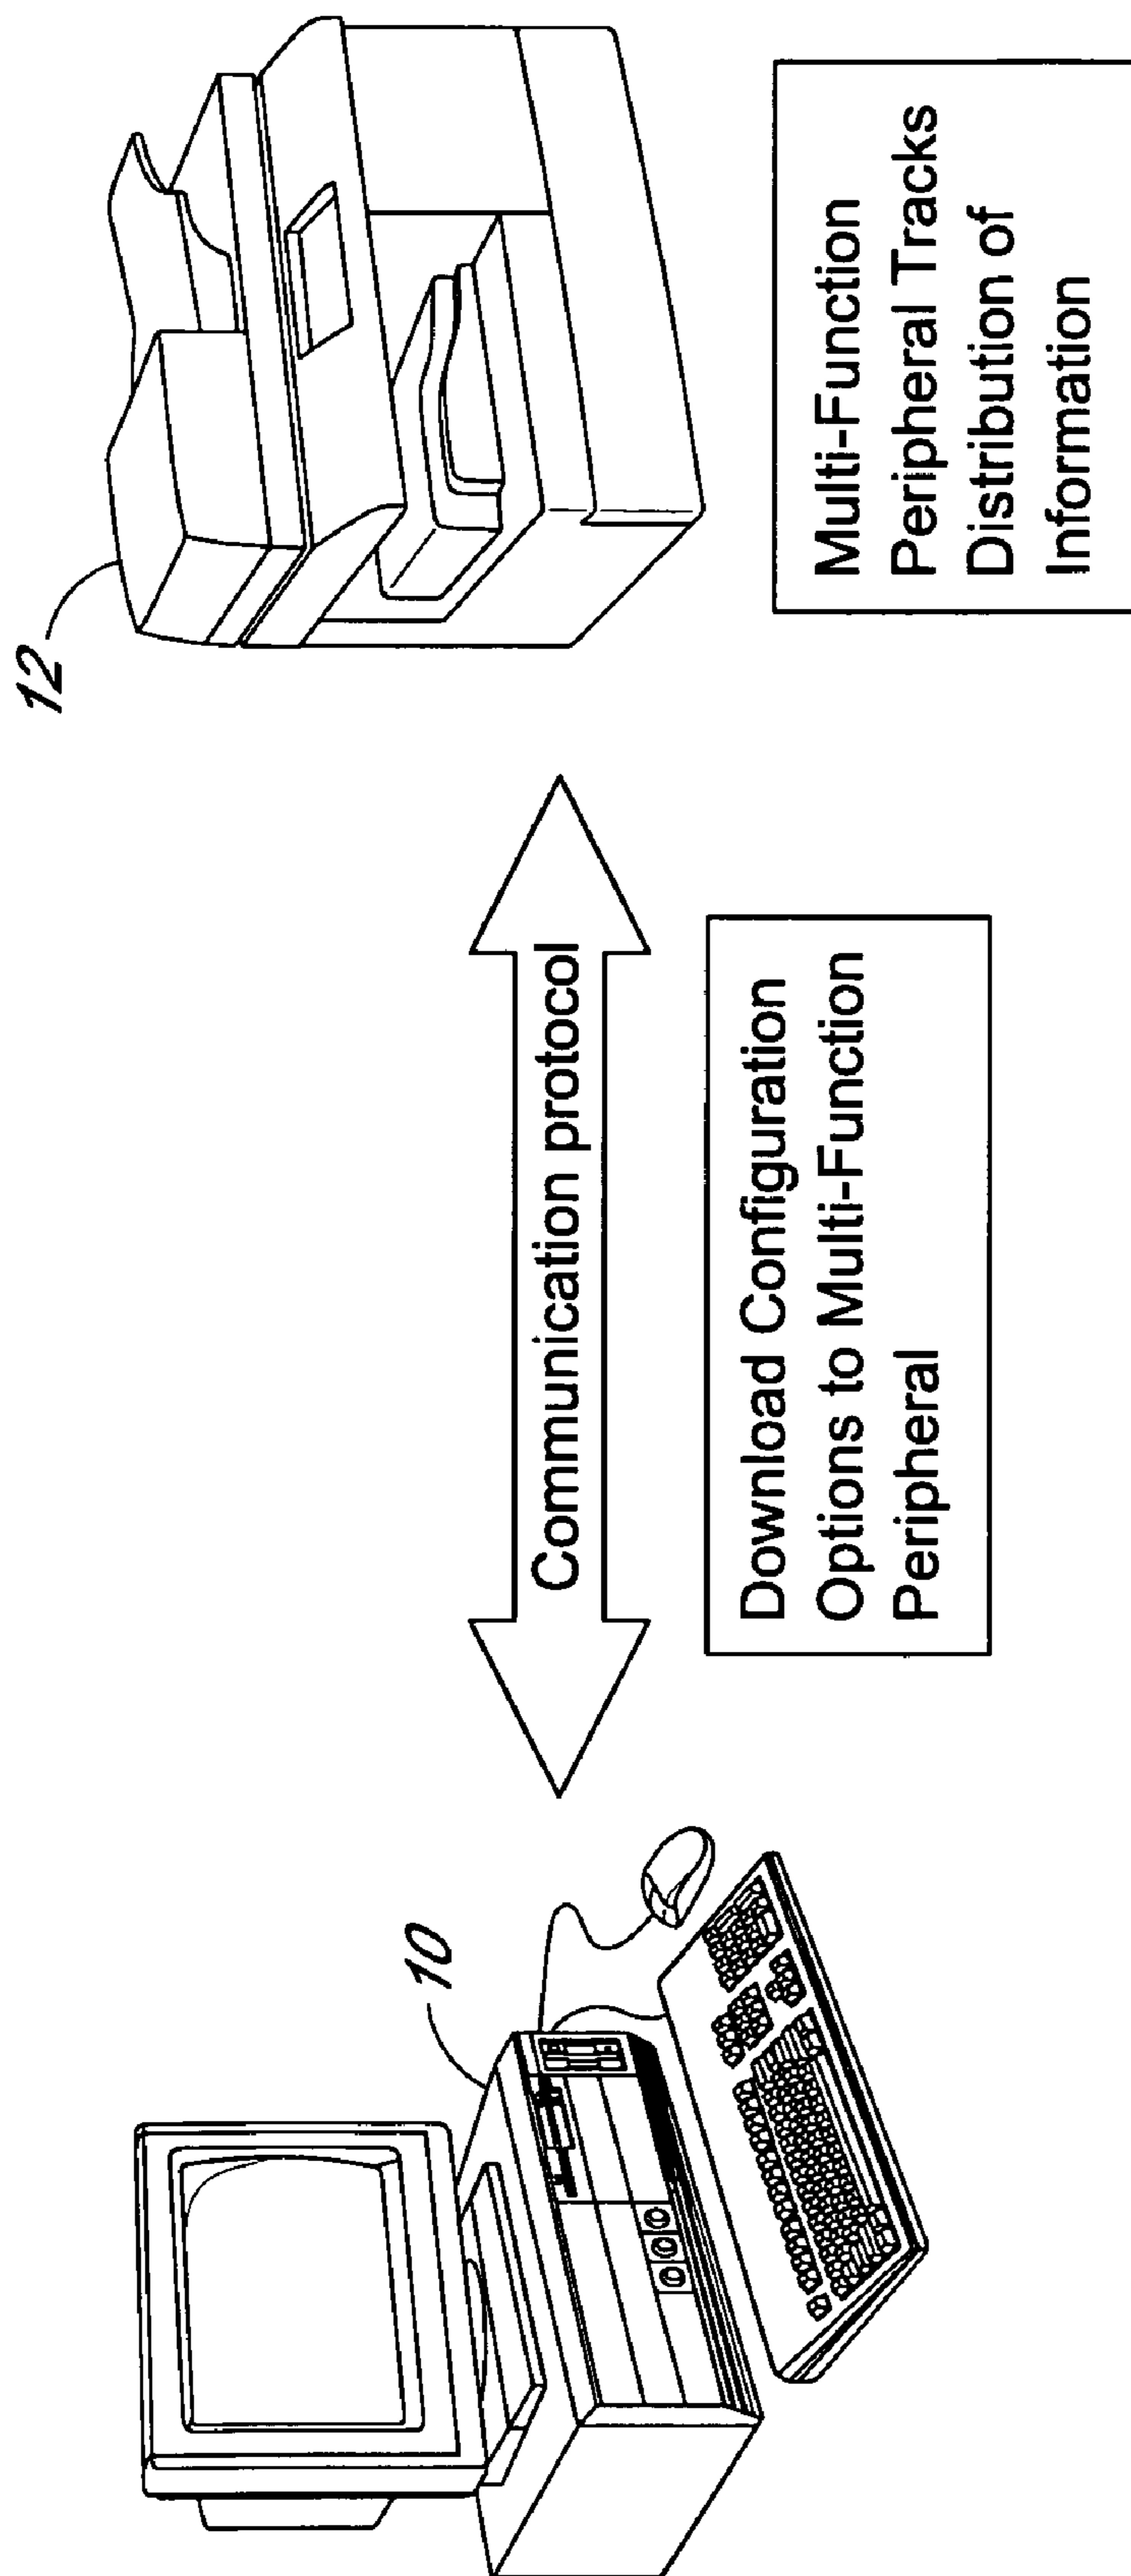 10
Communication protocol
Download Configuration
Options to Multi-Function
Peripheral
12
Multi-Function
Peripheral Tracks
Distribution of
Information